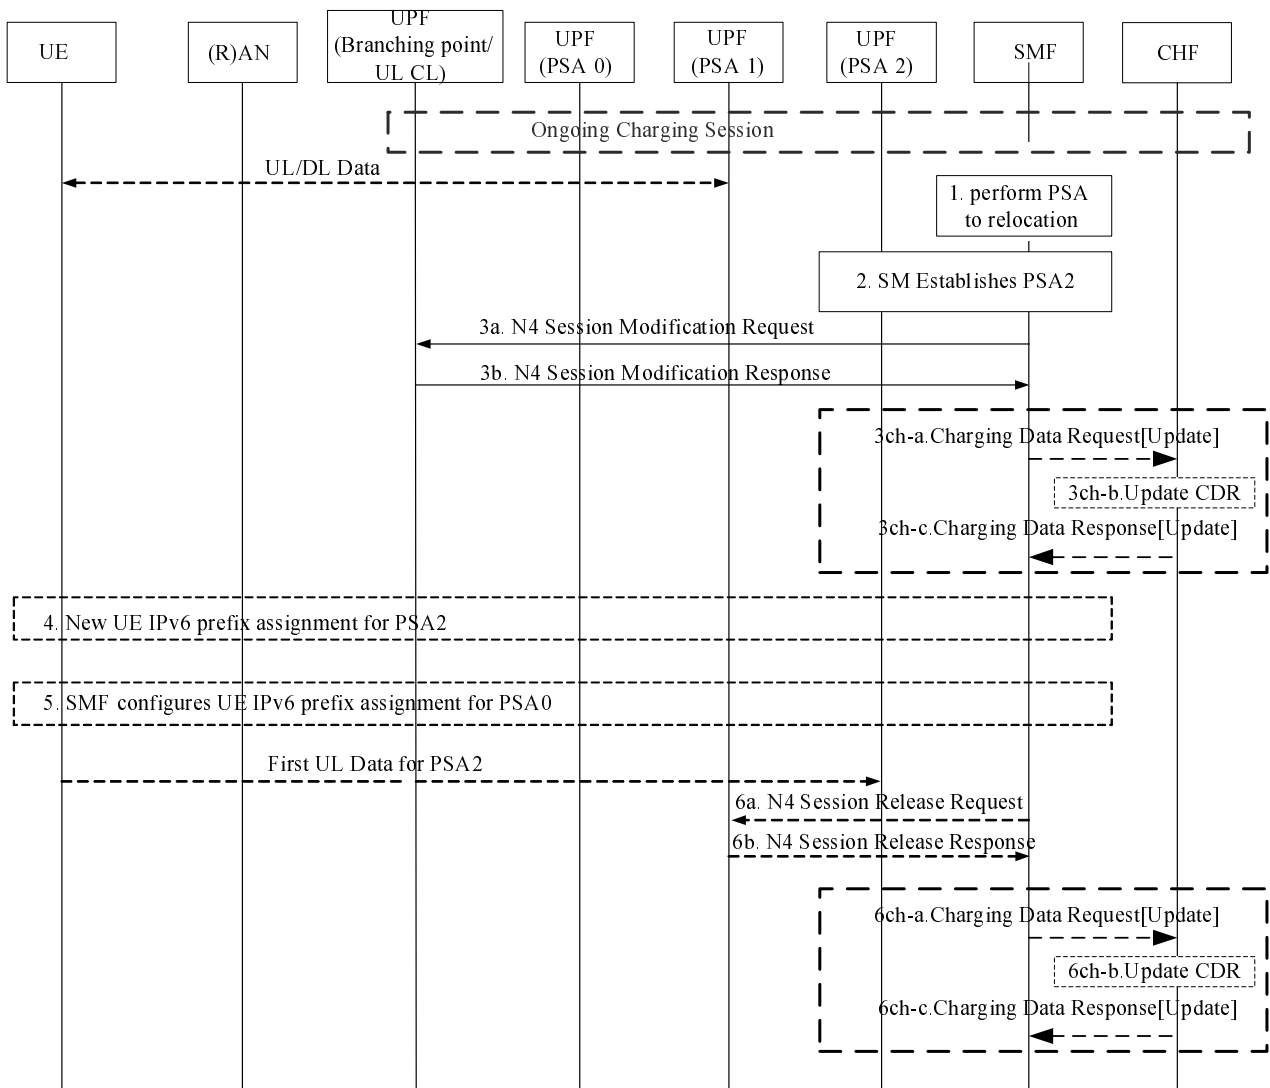 UE
(R)AN
UPF
(Branching point/
UL CL)
UPF
(PSA 0)
UPF
(PSA 1)
UPF
(PSA 2)
SMF
CHF
Ongoing Charging Session
UL/DL Data
1. perform PSA
to relocation
2. SM Establishes PSA2
3a. N4 Session Modification Request
3b. N4 Session Modification Response
3ch-a.Charging Data Request[Update]
3ch-b.Update CDR
3ch-c.Charging Data Response[Update]
4. New UE IPv6 prefix assignment for PSA2
5. SMF configures UE IPv6 prefix assignment for PSA0
First UL Data for PSA2
6a. N4 Session Release Request
6b. N4 Session Release Response
6ch-a.Charging Data Request[Update]
6ch-b.Update CDR
6ch-c.Charging Data Response[Update]